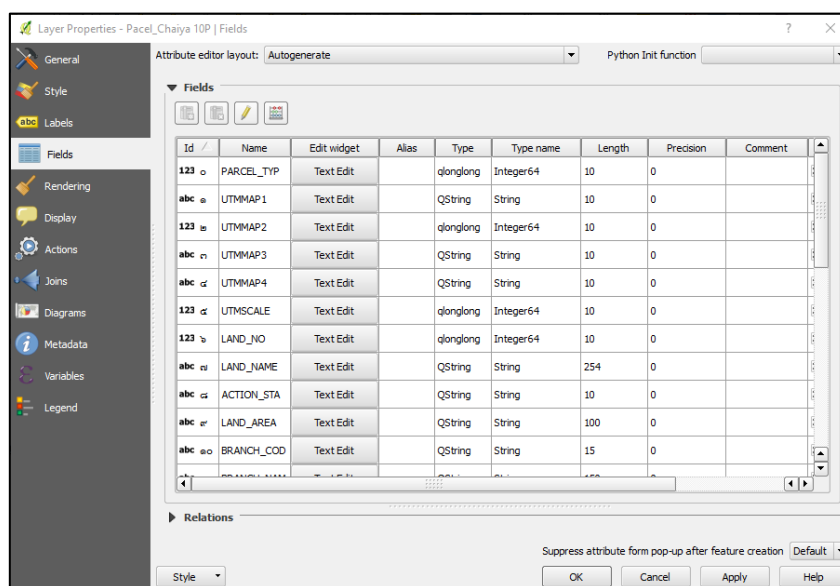 Layer Properties - Pacel_Chaiya 10P | Fields ?
General
Style
abc Labels
Fields
Rendering
Display
Actions
Joins
Diagrams
Metadata
Variables
Legend
Attribute editor layout: Autogenerate Python Init function
Fields
Id Name Edit widget Alias Type Type name Length Precision Comment
123 ๐ PARCEL_TYP Text Edit qlonglong Integer64 10 0
abc ๑ UTMMAP1 Text Edit QString String 10 0
123 ๒ UTMMAP2 Text Edit qlonglong Integer64 10 0
abc ๓ UTMMAP3 Text Edit QString String 10 0
abc ๔ UTMMAP4 Text Edit QString String 10 0
123 ๕ UTMSCALE Text Edit qlonglong Integer64 10 0
123 ๖ LAND_NO Text Edit qlonglong Integer64 10 0
abc ๗ LAND_NAME Text Edit QString String 254 0
abc ๘ ACTION_STA Text Edit QString String 10 0
abc ๙ LAND_AREA Text Edit QString String 100 0
abc ๑๐ BRANCH_COD Text Edit QString String 15 0
Relations
Suppress attribute form pop-up after feature creation Default
Style OK Cancel Apply Help